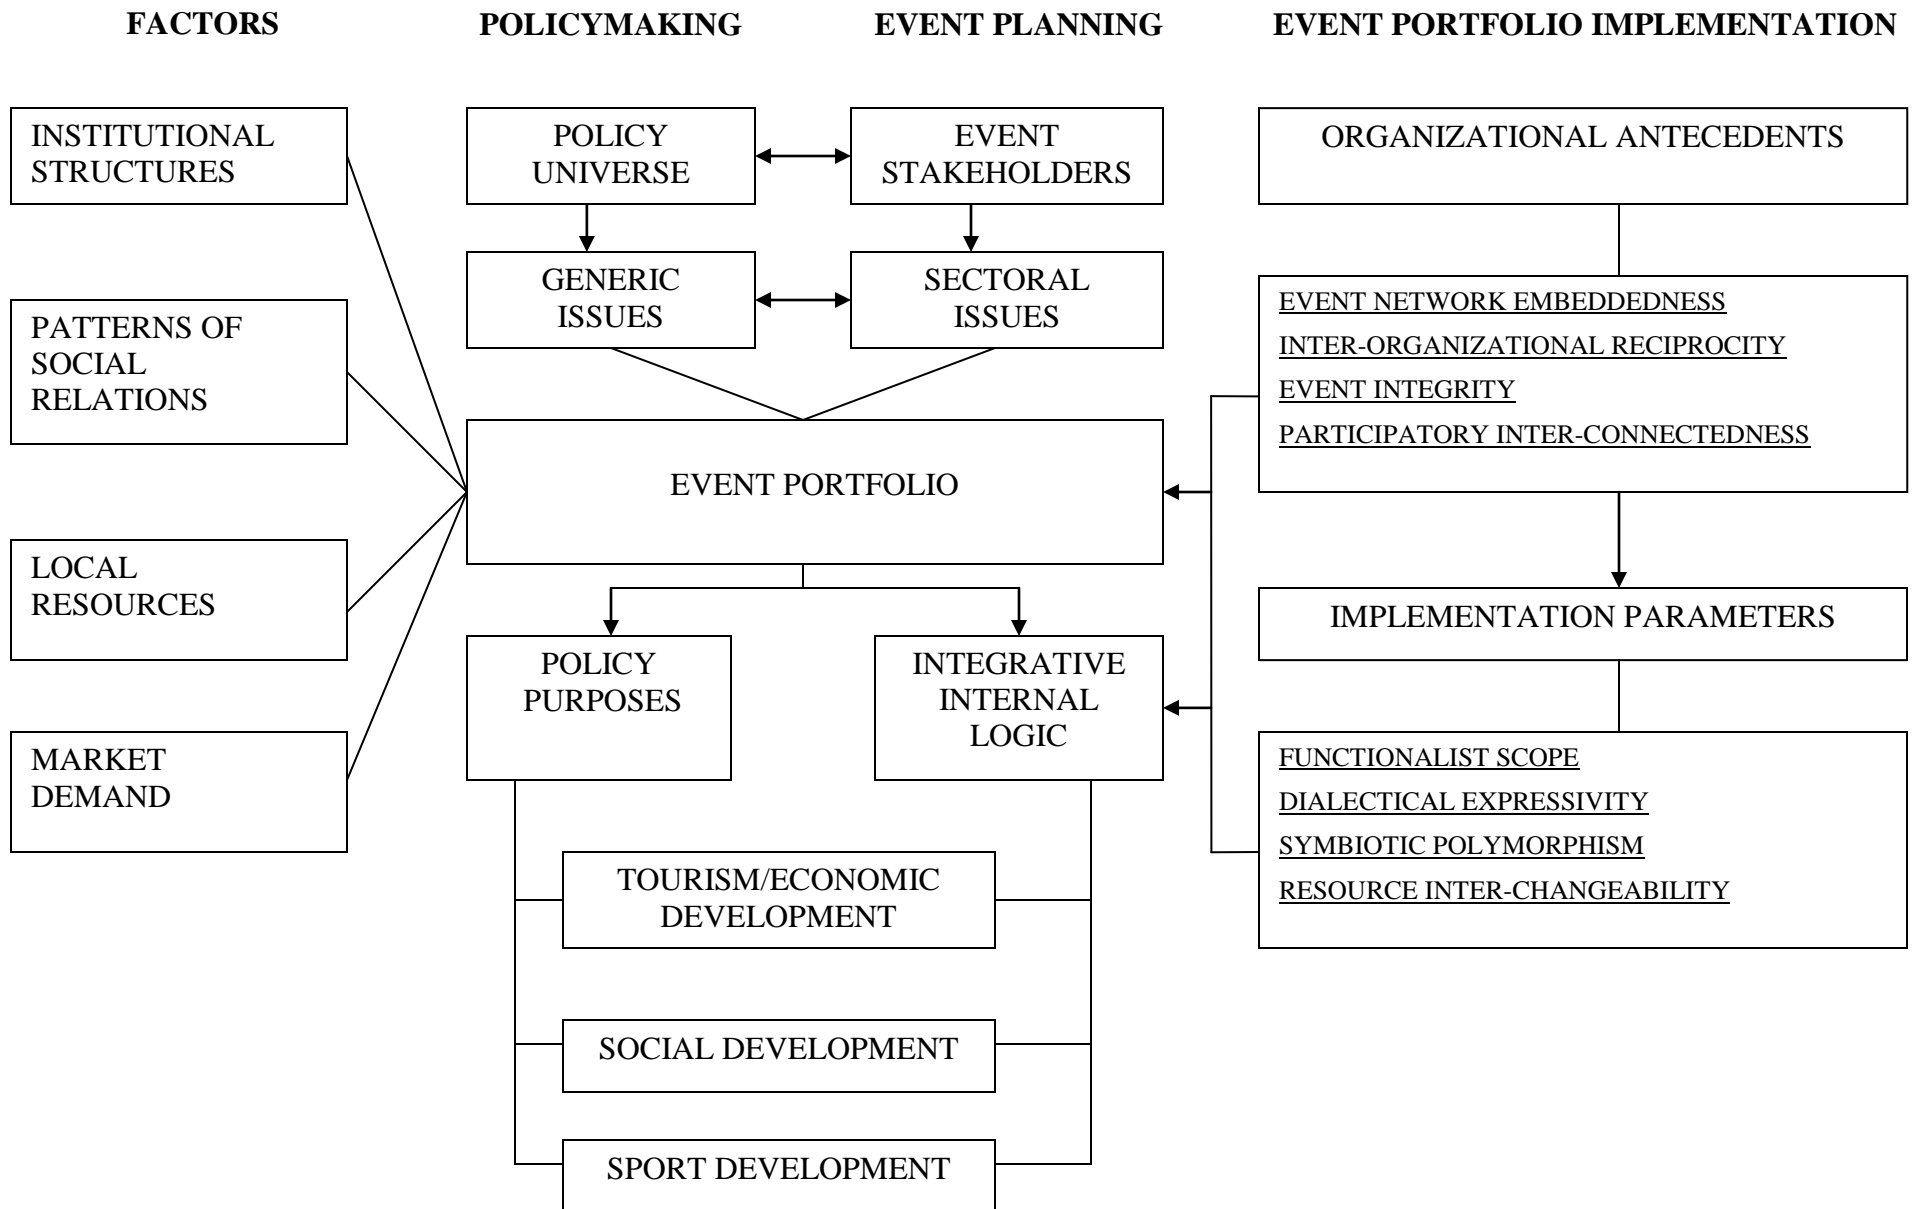 FACTORS
POLICYMAKING
EVENT PLANNING
EVENT PORTFOLIO IMPLEMENTATION
INSTITUTIONAL
STRUCTURES
PATTERNS OF
SOCIAL
RELATIONS
LOCAL
RESOURCES
MARKET
DEMAND
POLICY
UNIVERSE
EVENT
STAKEHOLDERS
GENERIC
ISSUES
SECTORAL
ISSUES
EVENT PORTFOLIO
POLICY
PURPOSES
INTEGRATIVE
INTERNAL
LOGIC
TOURISM/ECONOMIC
DEVELOPMENT
SOCIAL DEVELOPMENT
SPORT DEVELOPMENT
ORGANIZATIONAL ANTECEDENTS
EVENT NETWORK EMBEDDEDNESS
INTER-ORGANIZATIONAL RECIPROCITY
EVENT INTEGRITY
PARTICIPATORY INTER-CONNECTEDNESS
IMPLEMENTATION PARAMETERS
FUNCTIONALIST SCOPE
DIALECTICAL EXPRESSIVITY
SYMBIOTIC POLYMORPHISM
RESOURCE INTER-CHANGEABILITY